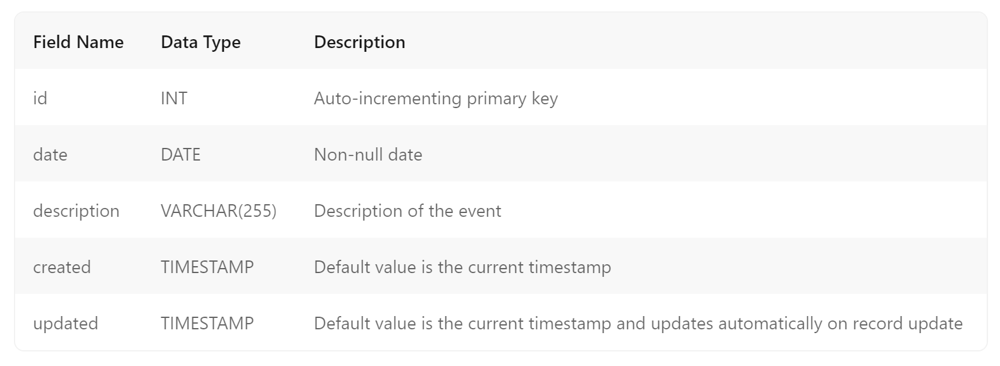 Field Name Data Type Description
id INT Auto-incrementing primary key
date DATE Non-null date
description VARCHAR(255) Description of the event
created TIMESTAMP Default value is the current timestamp
updated TIMESTAMP Default value is the current timestamp and updates automatically on record update